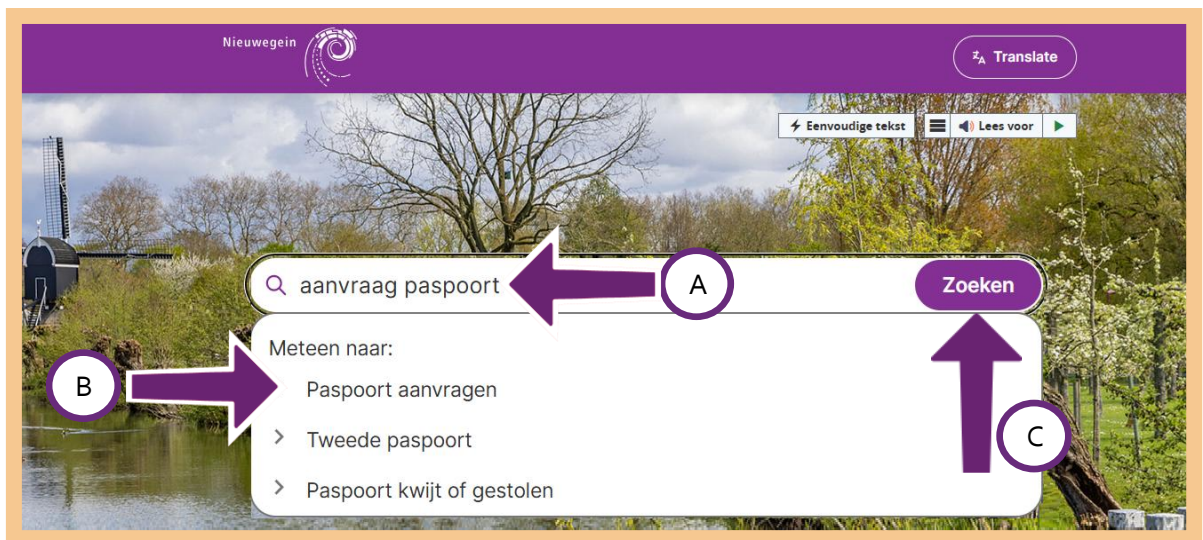 Nieuwegein
Translate
Eenvoudige tekst
Lees voor
aanvraag paspoort
A
Zoeken
Meteen naar:
B
Paspoort aanvragen
Tweede paspoort
C
Paspoort kwijt of gestolen